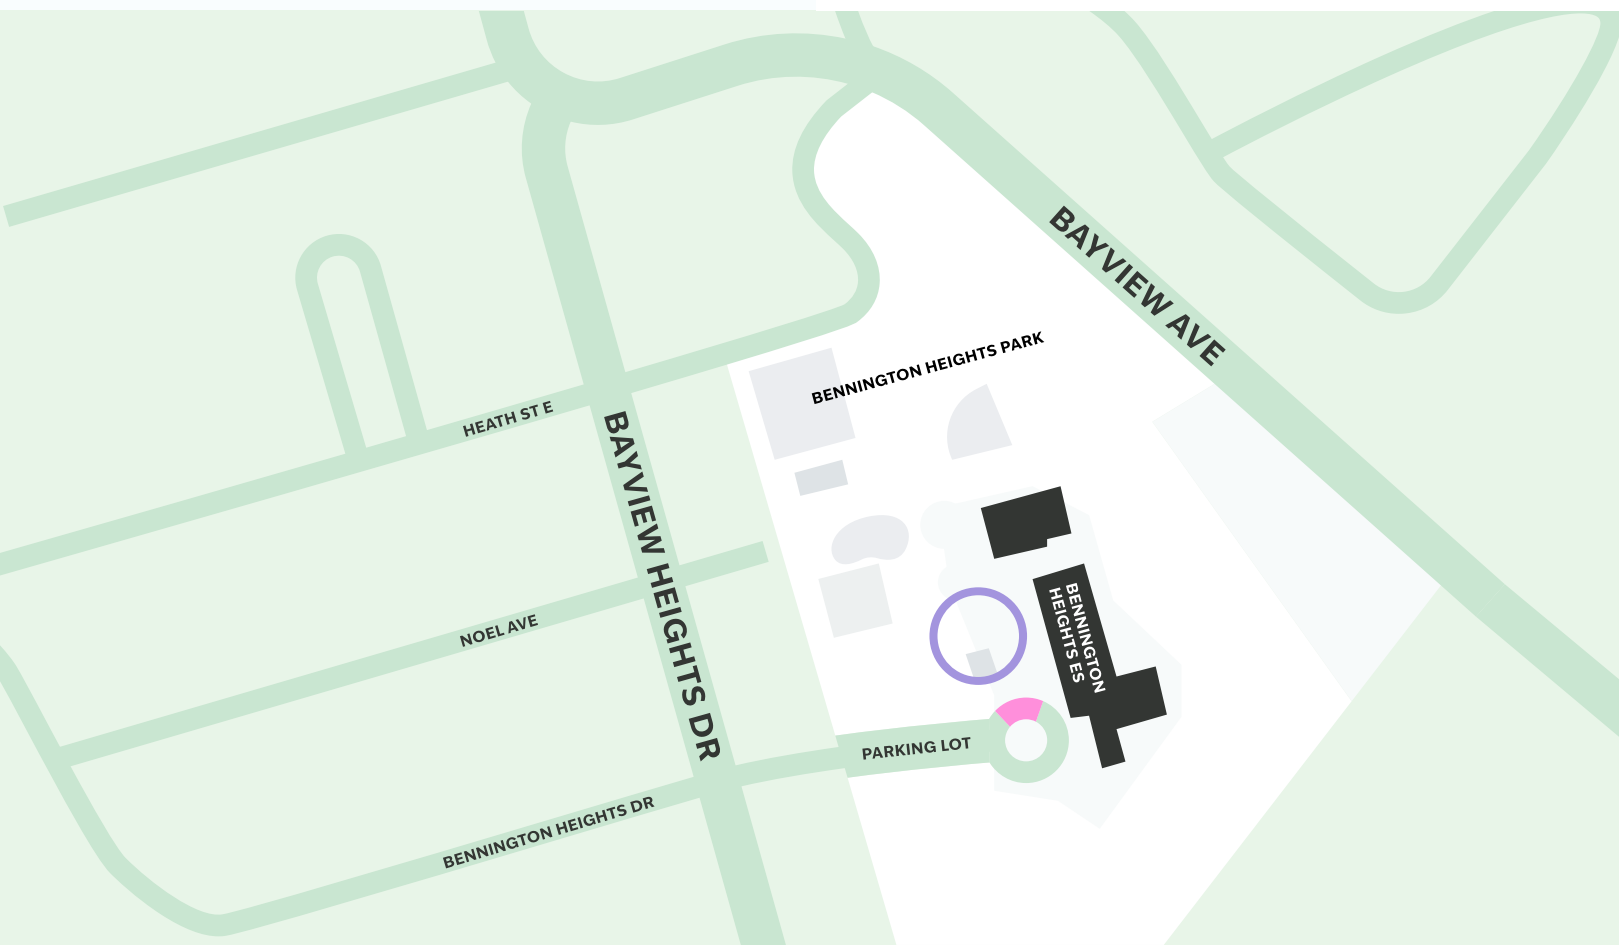 BAYVIEW AVE
BENNINGTON HEIGHTS PARK
HEATH ST E
BAYVIEW HEIGHTS DR
NOEL AVE
BENNINGTON
HEIGHTS ES
PARKING LOT
BENNINGTON HEIGHTS DR